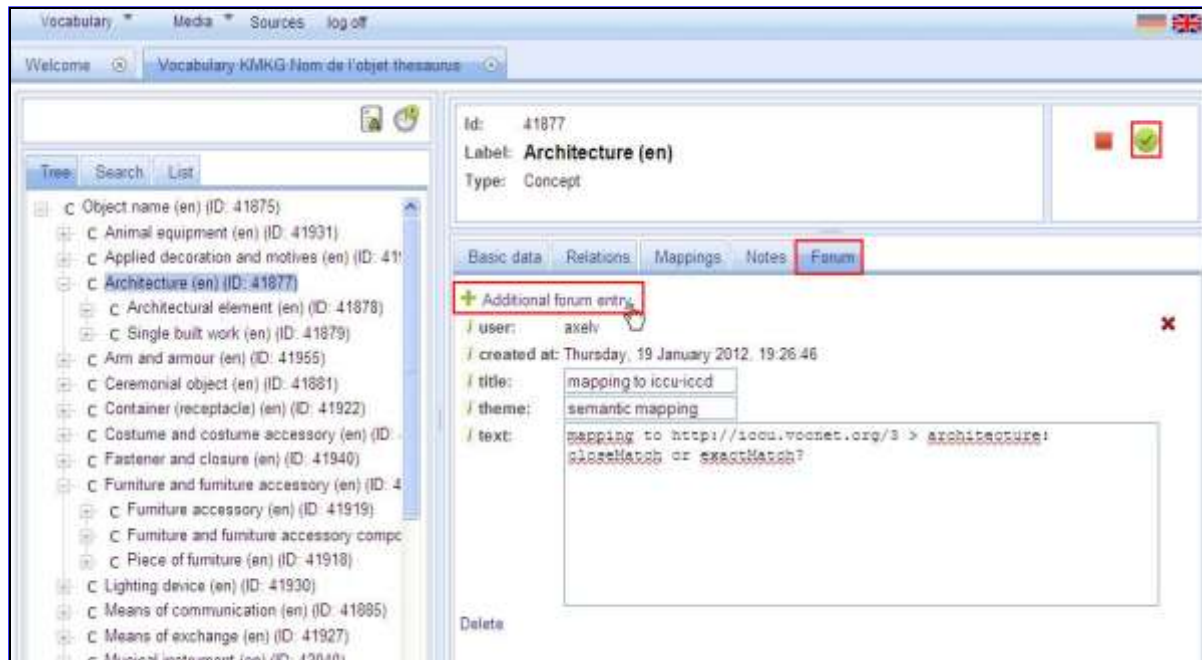 Vocabulary Media Sources log off
Welcome Vocabulary KMKG Nom de l'objet thesaurus
Tree Search List
C Object name (en) (ID: 41875)
C Animal equipment (en) (ID: 41931)
C Applied decoration and motives (en) (ID: 41
C Architecture (en) (ID: 41877)
C Architectural element (en) (ID: 41878)
C Single built work (en) (ID: 41879)
C Arm and armour (en) (ID: 41955)
C Ceremonial object (en) (ID: 41881)
C Container (receptacle) (en) (ID: 41922)
C Costume and costume accessory (en) (ID:
C Fastener and closure (en) (ID: 41940)
C Furniture and furniture accessory (en) (ID: 4
C Furniture accessory (en) (ID: 41919)
C Furniture and furniture accessory compo
C Piece of furniture (en) (ID: 41918)
C Lighting device (en) (ID: 41930)
C Means of communication (en) (ID: 41885)
C Means of exchange (en) (ID: 41927)
C Musical instrument (en) (ID:
Id: 41877
Label: Architecture (en)
Type: Concept
Basic data Relations Mappings Notes Forum
Additional forum entry
i user: axelv
i created at: Thursday, 19 January 2012, 19:26:46
i title: mapping to iccu-iccd
i theme: semantic mapping
i text: mapping to http://iccu.vocnet.org/3 > architecture:
closeMatch or exactMatch?
Delete